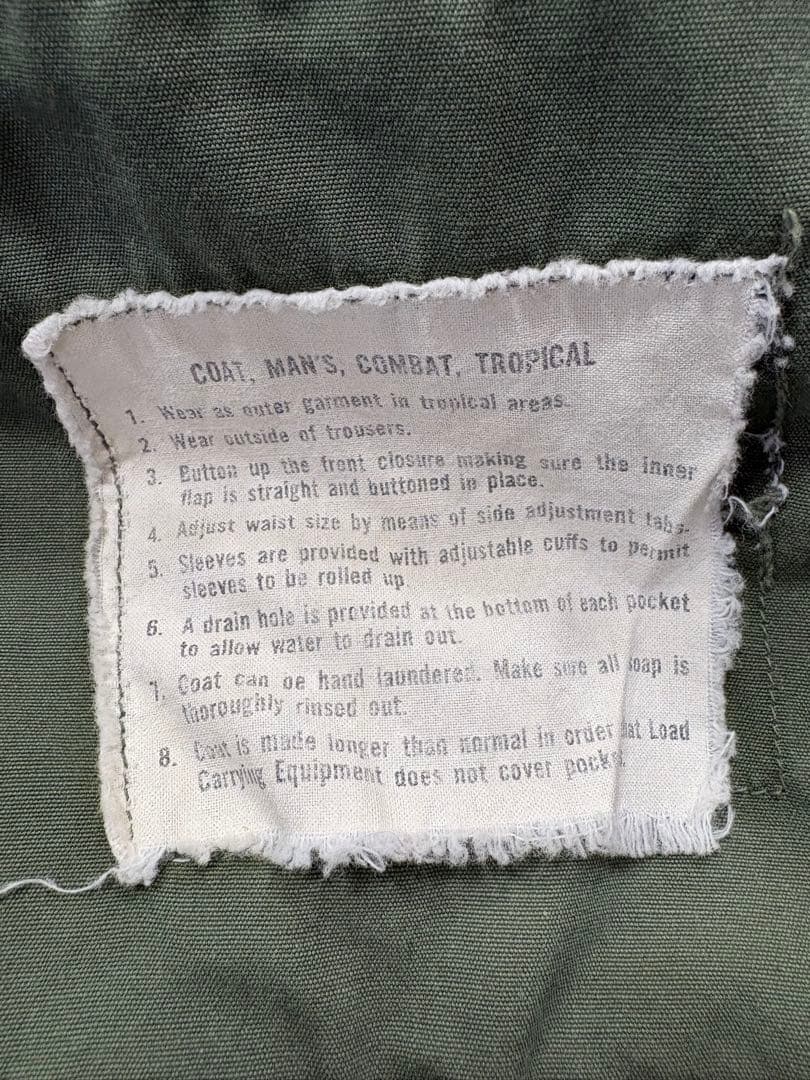 COAT, MAN'S, COMBAT, TROPICAL
1. Wear as outer garment in tropical areas.
2. Wear outside of trousers.
3. Button up the front closure making sure the inner
flap is straight and buttoned in place.
4. Adjust waist size by means of side adjustment tabs.
5. Sleeves are provided with adjustable cuffs to permit
sleeves to be rolled up
6. A drain hole is provided at the bottom of each pocket
to allow water to drain out.
7. Coat can be hand laundered. Make sure all soap is
thoroughly rinsed out.
8. Coat is made longer than normal in order hat Load
Carrying Equipment does not cover pock